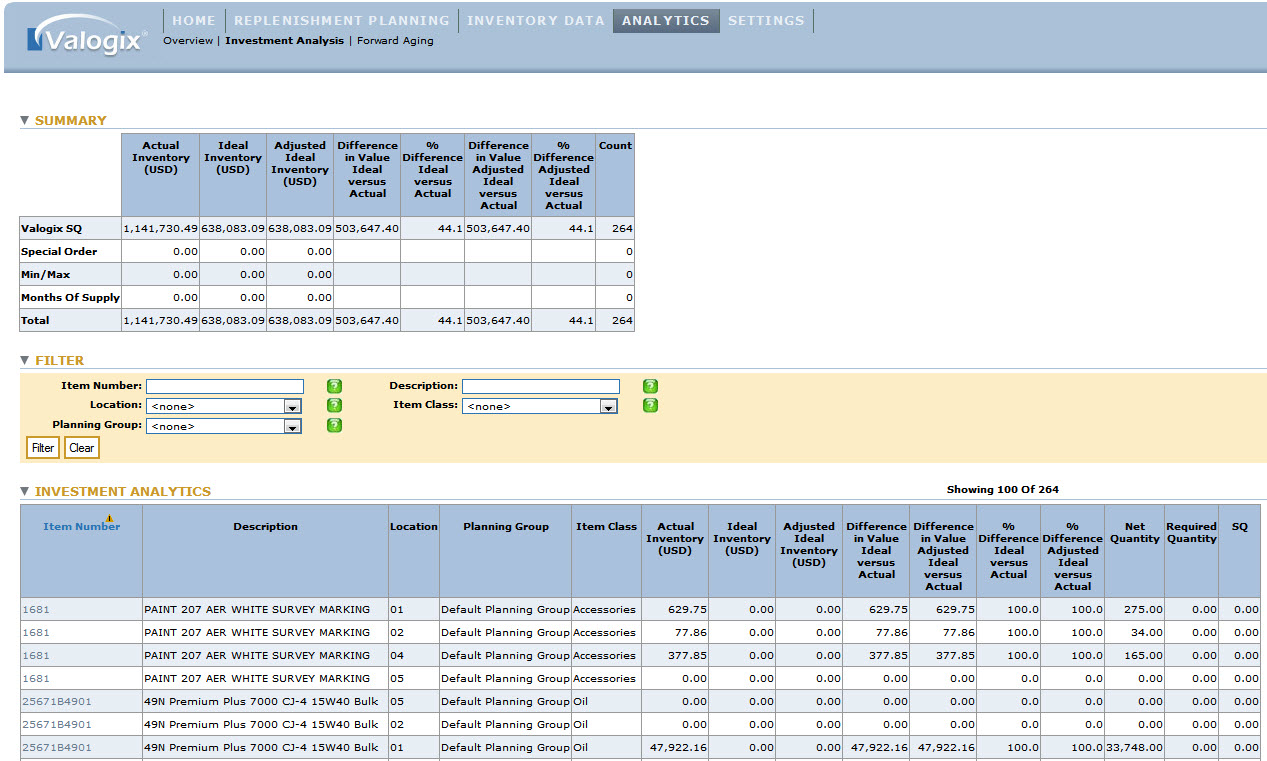 Valogix®
HOME REPLENISHMENT PLANNING INVENTORY DATA ANALYTICS SETTINGS
Overview | Investment Analysis | Forward Aging
SUMMARY
Actual Inventory (USD) Ideal Inventory (USD) Adjusted Ideal Inventory (USD) Difference in Value Ideal versus Actual % Difference Ideal versus Actual Difference in Value Adjusted Ideal versus Actual % Difference Adjusted Ideal versus Actual Count
Valogix SQ 1,141,730.49 638,083.09 638,083.09 503,647.40 44.1 503,647.40 44.1 264
Special Order 0.00 0.00 0.00 0
Min/Max 0.00 0.00 0.00 0
Months Of Supply 0.00 0.00 0.00 0
Total 1,141,730.49 638,083.09 638,083.09 503,647.40 44.1 503,647.40 44.1 264
FILTER
Item Number: ? Description: ?
Location: <none> ? Item Class: <none> ?
Planning Group: <none> ?
Filter Clear
INVESTMENT ANALYTICS Showing 100 Of 264
Item Number Description Location Planning Group Item Class Actual Inventory (USD) Ideal Inventory (USD) Adjusted Ideal Inventory (USD) Difference in Value Ideal versus Actual Difference in Value Adjusted Ideal versus Actual % Difference Ideal versus Actual % Difference Adjusted Ideal versus Actual Net Quantity Required Quantity SQ
1681 PAINT 207 AER WHITE SURVEY MARKING 01 Default Planning Group Accessories 629.75 0.00 0.00 629.75 629.75 100.0 100.0 275.00 0.00 0.00
1681 PAINT 207 AER WHITE SURVEY MARKING 02 Default Planning Group Accessories 77.86 0.00 0.00 77.86 77.86 100.0 100.0 34.00 0.00 0.00
1681 PAINT 207 AER WHITE SURVEY MARKING 04 Default Planning Group Accessories 377.85 0.00 0.00 377.85 377.85 100.0 100.0 165.00 0.00 0.00
1681 PAINT 207 AER WHITE SURVEY MARKING 05 Default Planning Group Accessories 0.00 0.00 0.00 0.00 0.00 0.0 0.0 0.00 0.00 0.00
25671B4901 49N Premium Plus 7000 CJ-4 15W40 Bulk 05 Default Planning Group Oil 0.00 0.00 0.00 0.00 0.00 0.0 0.0 0.00 0.00 0.00
25671B4901 49N Premium Plus 7000 CJ-4 15W40 Bulk 02 Default Planning Group Oil 0.00 0.00 0.00 0.00 0.00 0.0 0.0 0.00 0.00 0.00
25671B4901 49N Premium Plus 7000 CJ-4 15W40 Bulk 01 Default Planning Group Oil 47,922.16 0.00 0.00 47,922.16 47,922.16 100.0 100.0 33,748.00 0.00 0.00